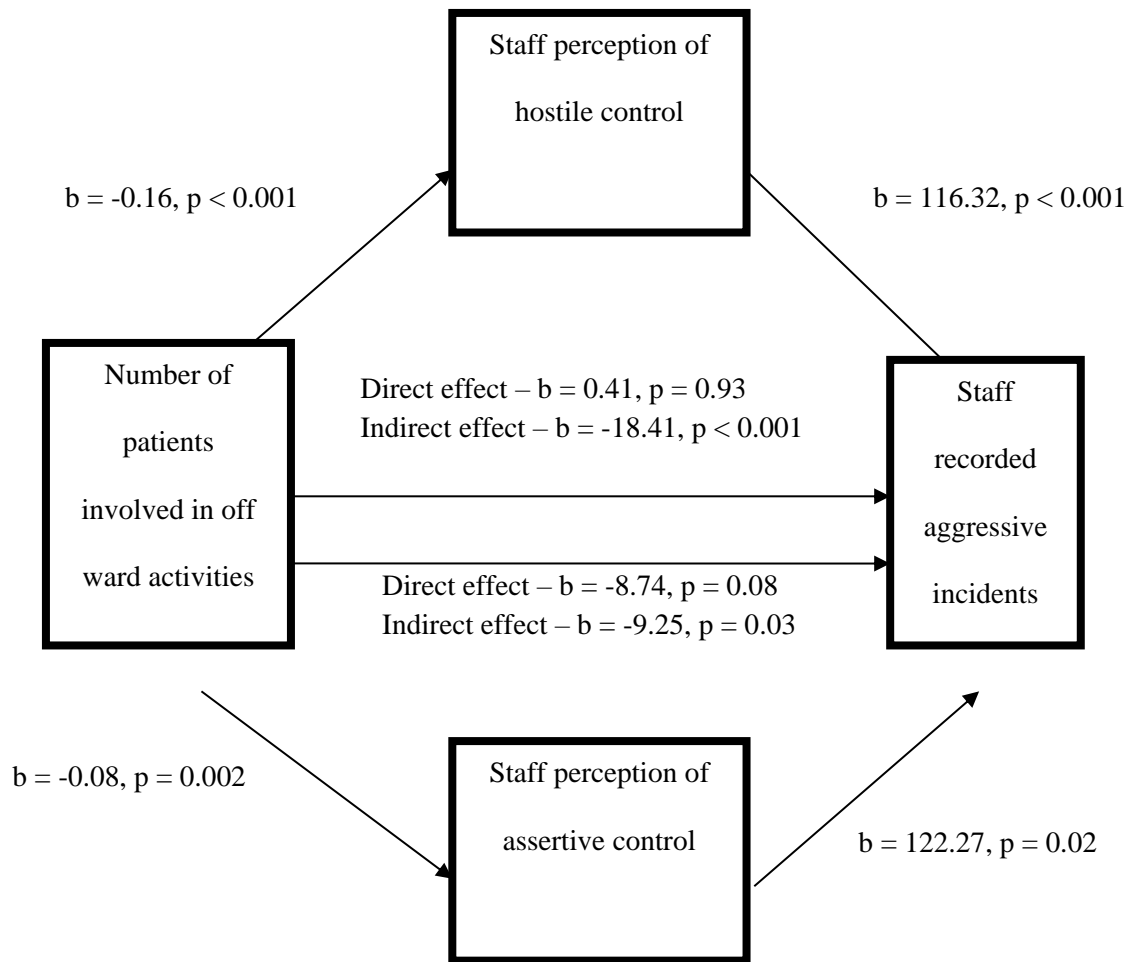 Staff perception of
hostile control
b = -0.16, p < 0.001
b = 116.32, p < 0.001
Number of
patients
involved in off
ward activities
Direct effect – b = 0.41, p = 0.93
Indirect effect – b = -18.41, p < 0.001
Direct effect – b = -8.74, p = 0.08
Indirect effect – b = -9.25, p = 0.03
Staff
recorded
aggressive
incidents
b = -0.08, p = 0.002
Staff perception of
assertive control
b = 122.27, p = 0.02